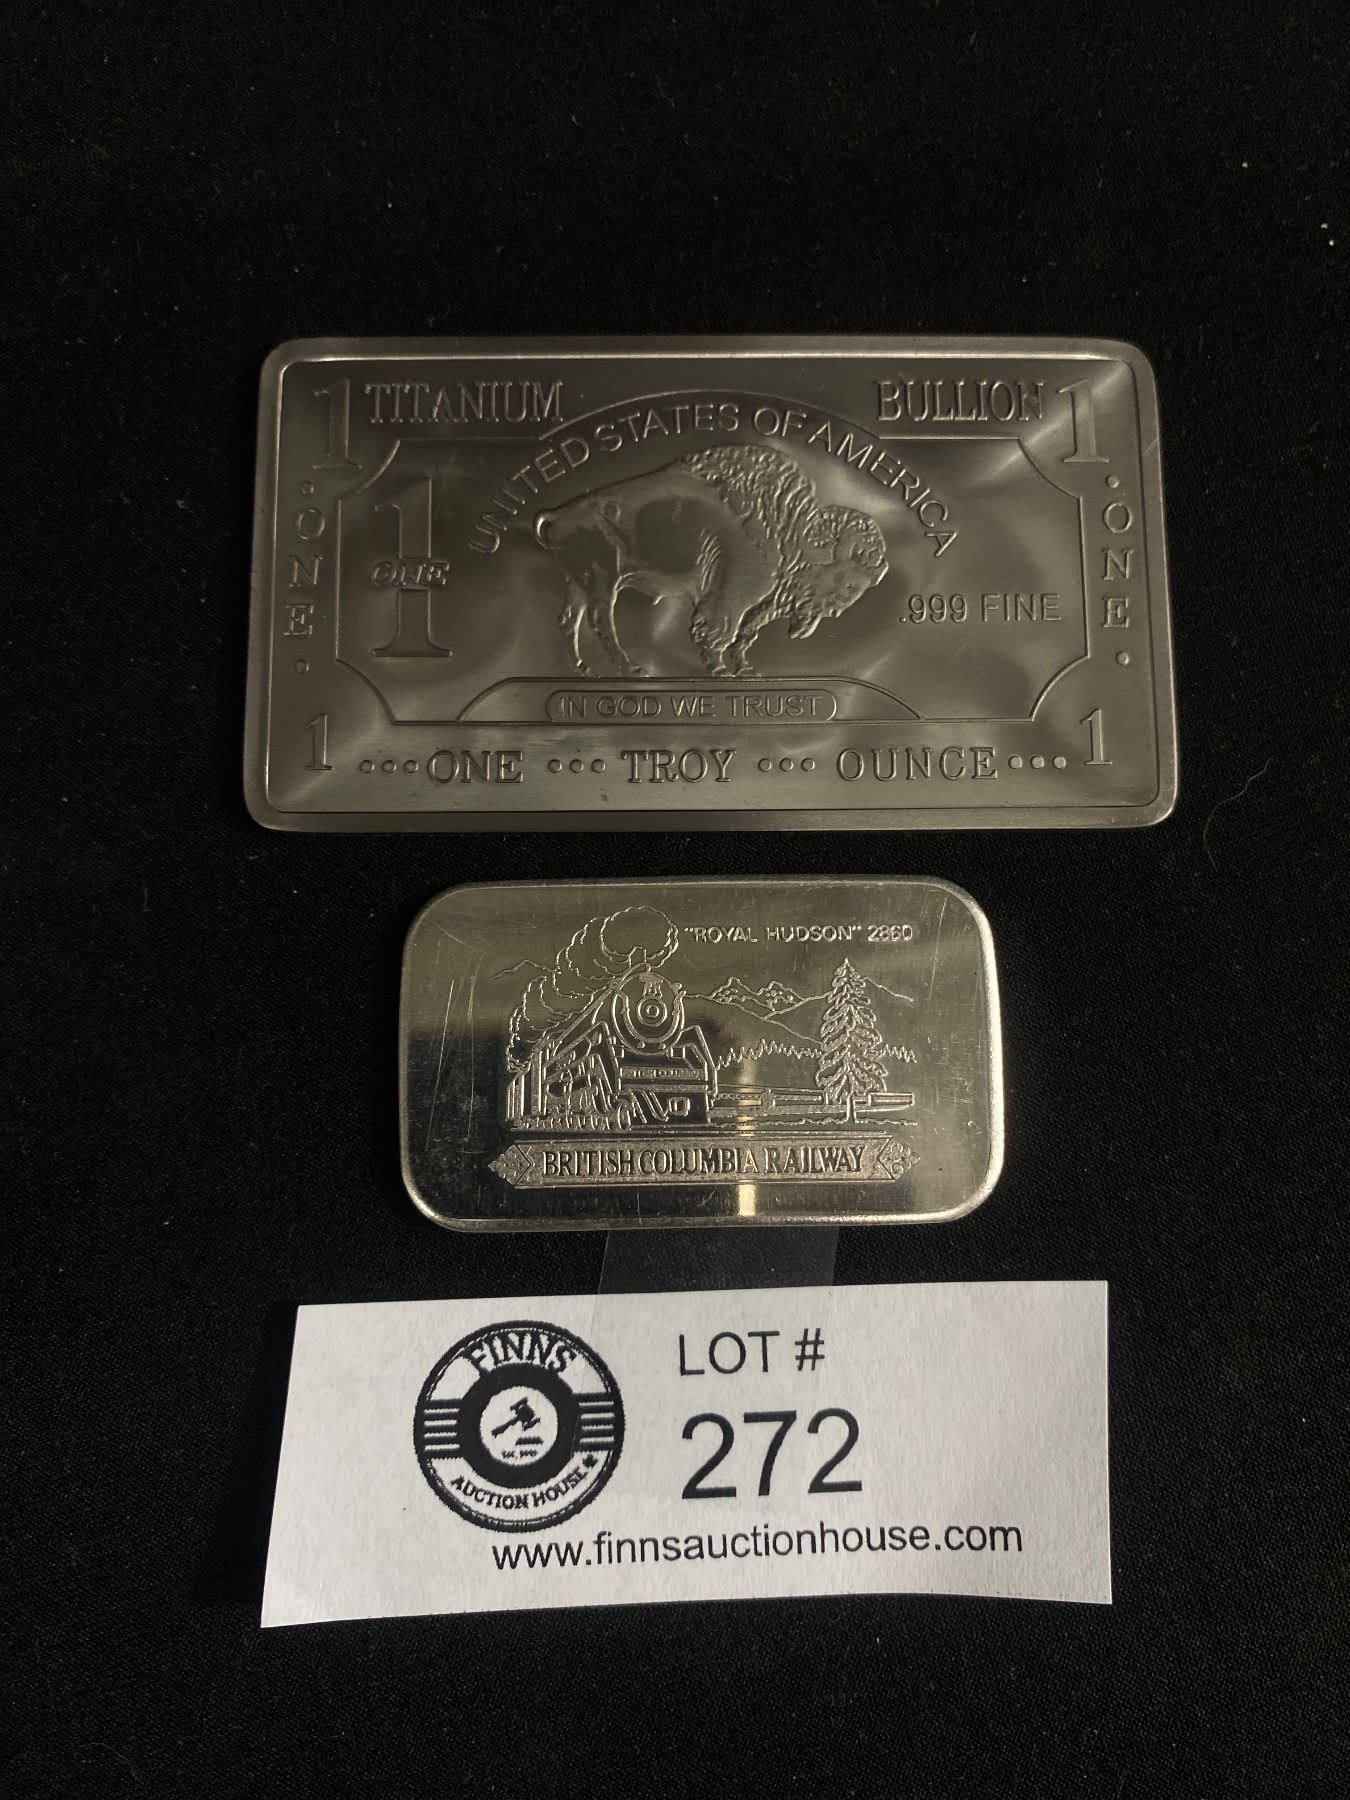 1 TITANIUM BULLION 1
UNITED STATES OF AMERICA
· ONE ·
1
ONE
.999 FINE
· ONE ·
IN GOD WE TRUST
1 ...ONE ... TROY ... OUNCE... 1
"ROYAL HUDSON" 2860
BRITISH COLUMBIA RAILWAY
FINNS
AUCTION HOUSE
LOT #
272
www.finnsauctionhouse.com